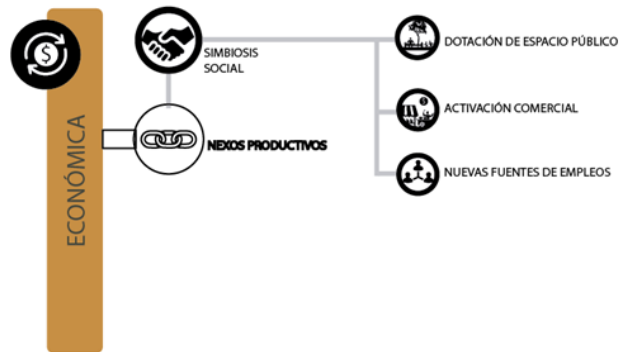 $
ECONÓMICA
SIMBIOSIS
SOCIAL
NEXOS PRODUCTIVOS
DOTACIÓN DE ESPACIO PÚBLICO
ACTIVACIÓN COMERCIAL
NUEVAS FUENTES DE EMPLEOS